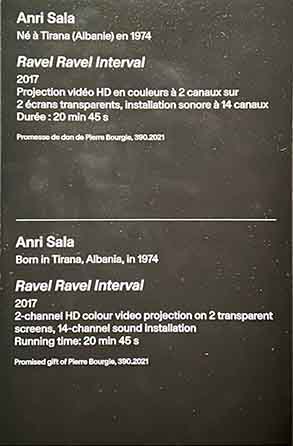 Anri Sala
Né à Tirana (Albanie) en 1974
Ravel Ravel Interval
2017
Projection vidéo HD en couleurs à 2 canaux sur
2 écrans transparents, installation sonore à 14 canaux
Durée : 20 min 45 s
Promesse de don de Pierre Bourgie, 390.2021
Anri Sala
Born in Tirana, Albania, in 1974
Ravel Ravel Interval
2017
2-channel HD colour video projection on 2 transparent
screens, 14-channel sound installation
Running time: 20 min 45 s
Promised gift of Pierre Bourgie, 390.2021